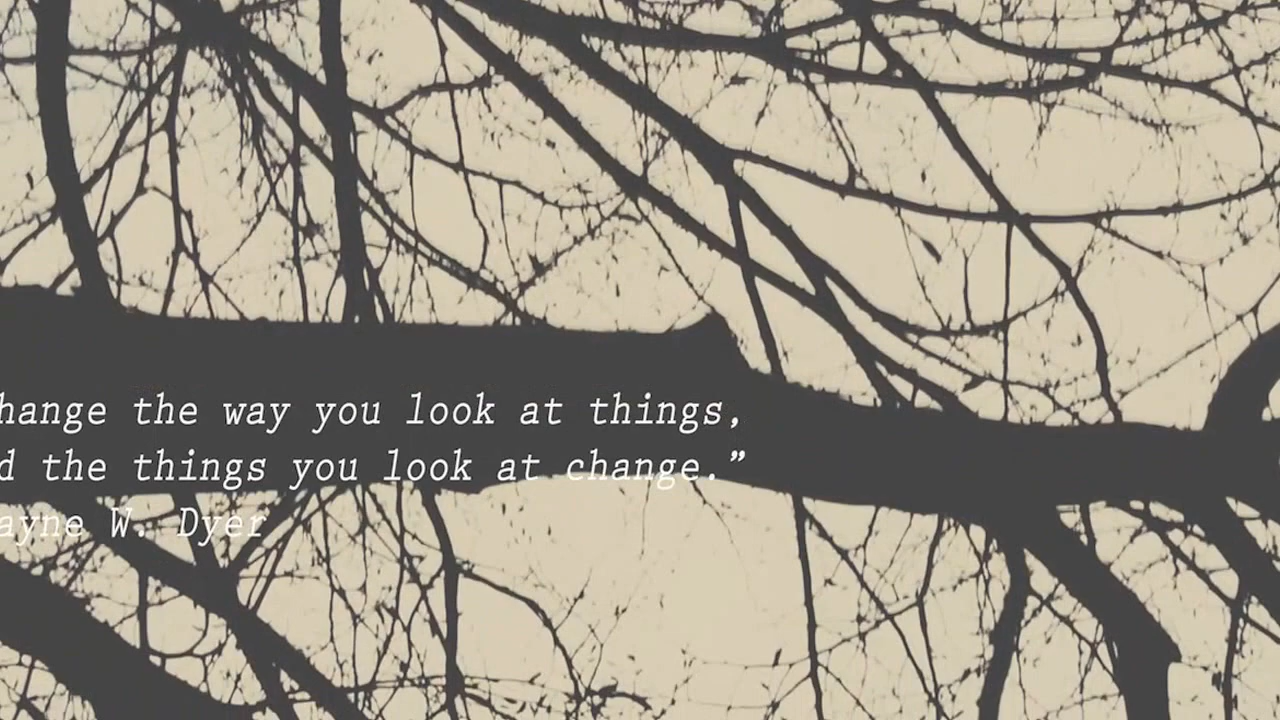 hange the way you look at things,
d the things you look at change.”
ayne W. Dyer